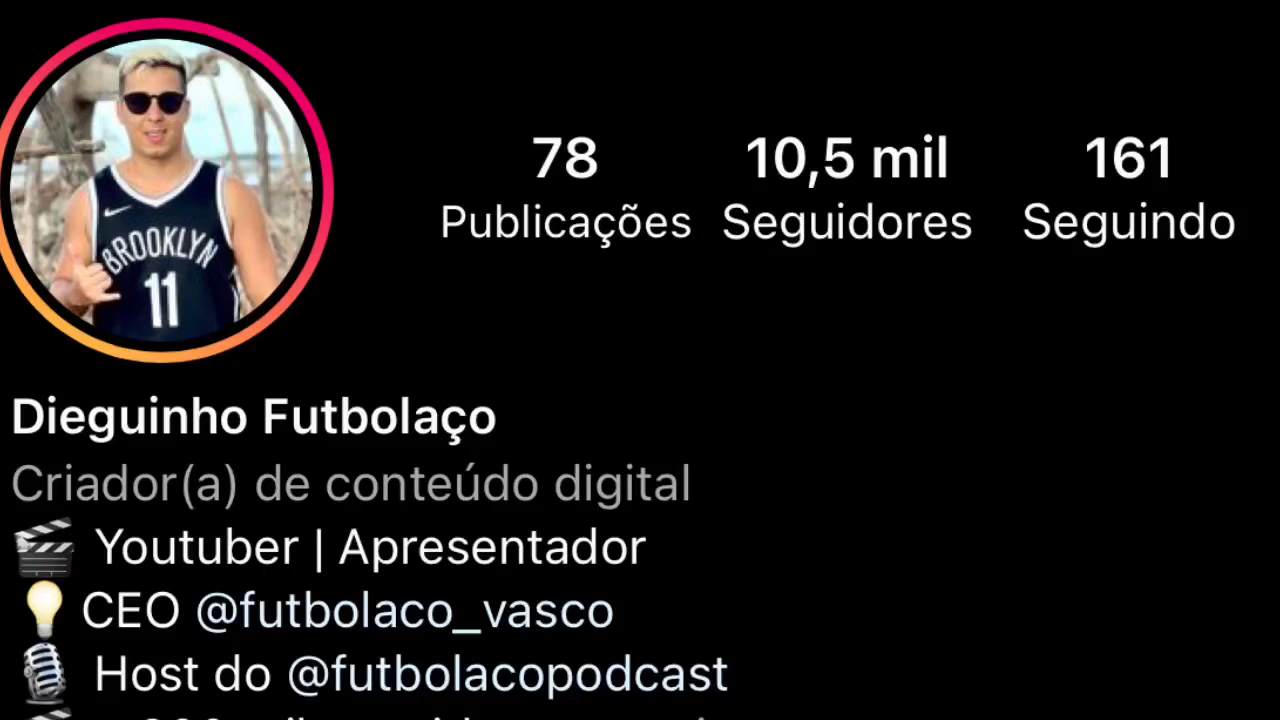 BROOKLYN
11
78 10,5 mil 161
Publicações Seguidores Seguindo
Dieguinho Futbolaço
Criador(a) de conteúdo digital
Youtuber | Apresentador
CEO @futbolaco_vasco
Host do @futbolacopodcast